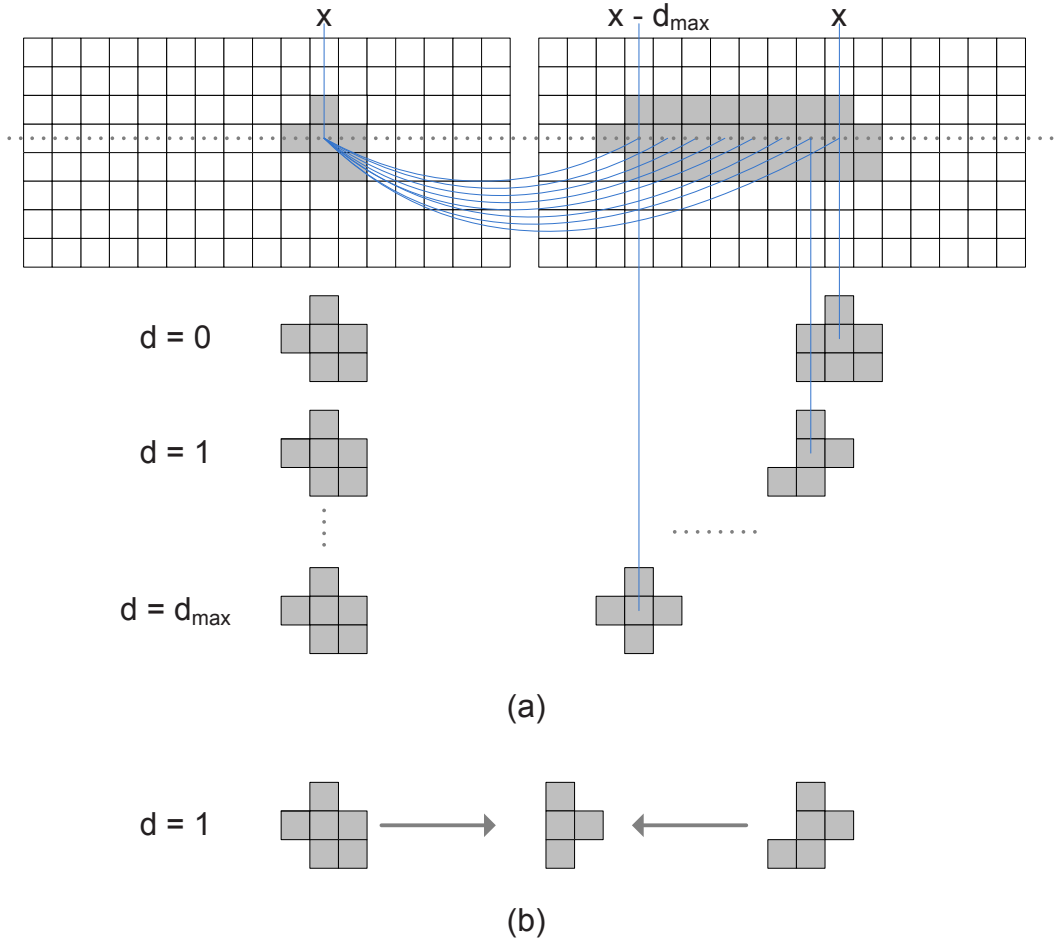 x
x - dmax
x
d = 0
d = 1
d = dmax
(a)
d = 1
(b)